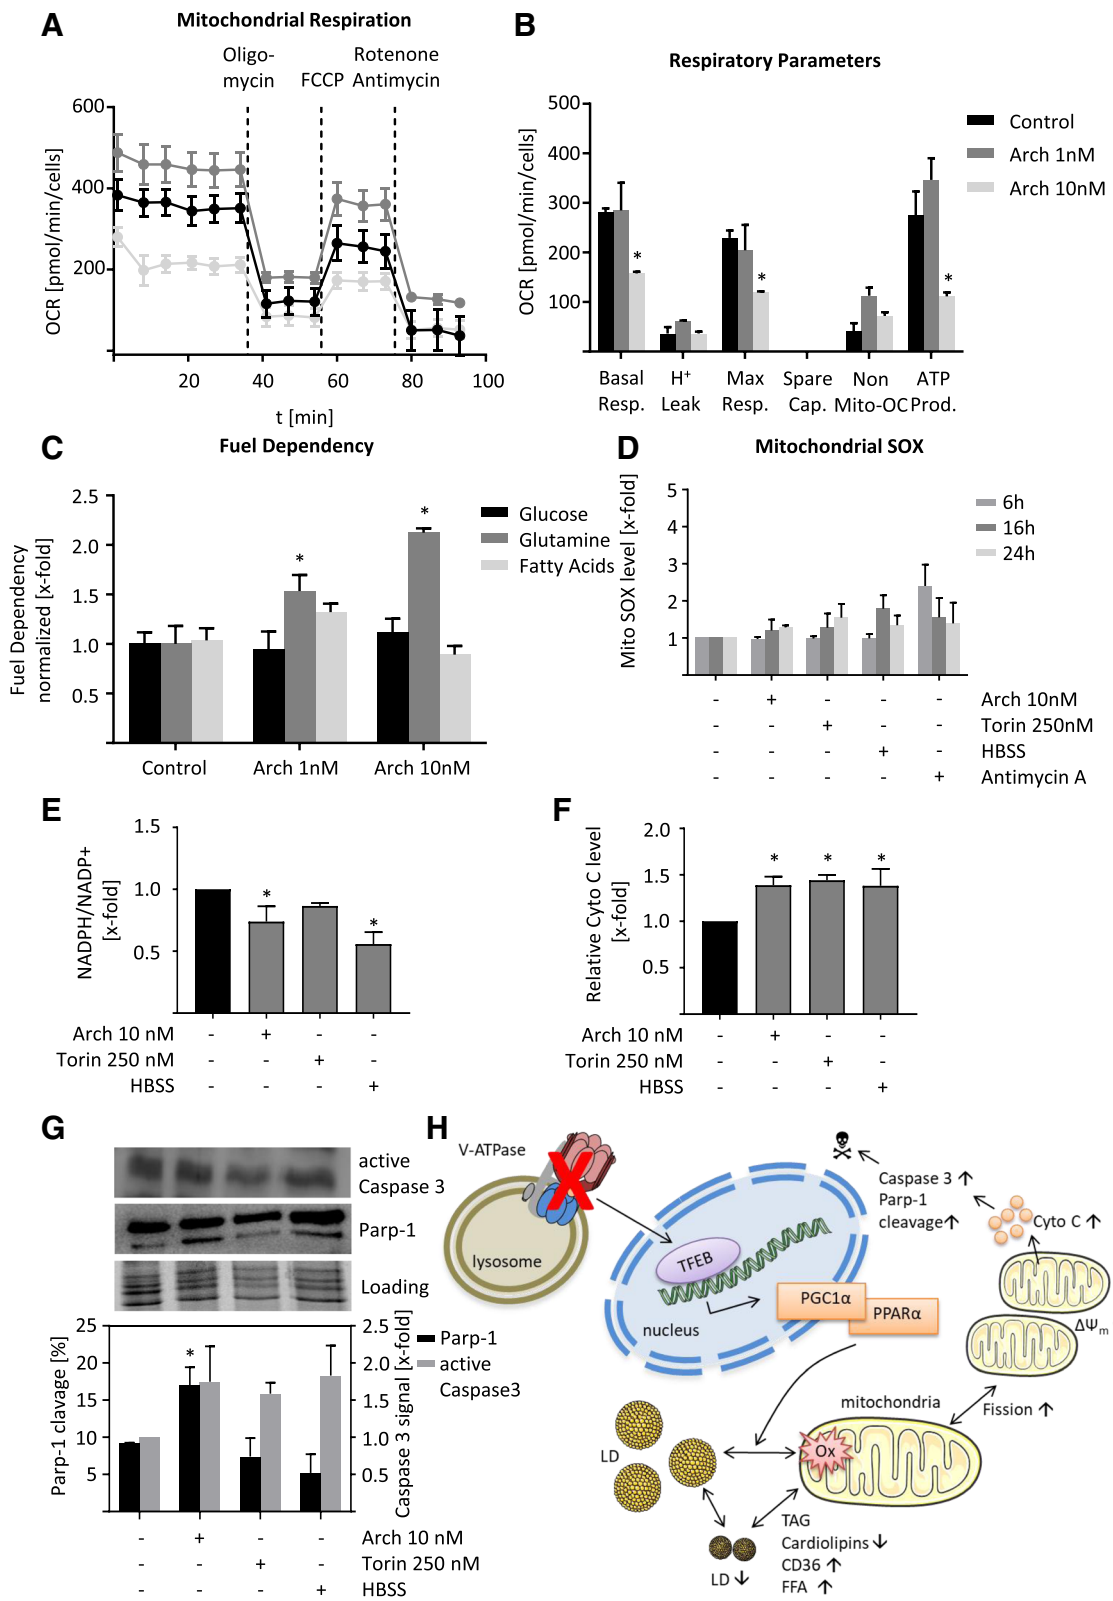 A
Mitochondrial Respiration
Oligo-
mycin
FCCP
Rotenone
Antimycin
OCR [pmol/min/cells]
600
400
200
20 40 60 80 100
t [min]
B
Respiratory Parameters
OCR [pmol/min/cells]
500
400
300
200
100
* * *
Control
Arch 1nM
Arch 10nM
Basal H⁺ Max Spare Non ATP
Resp. Leak Resp. Cap. Mito-OC Prod.
C
Fuel Dependency
Fuel Dependency
normalized [x-fold]
2.5
2.0
1.5
1.0
0.5
* *
Glucose
Glutamine
Fatty Acids
Control Arch 1nM Arch 10nM
D
Mitochondrial SOX
Mito SOX level [x-fold]
5
4
3
2
1
6h
16h
24h
- + - - - Arch 10nM
- - + - - Torin 250nM
- - - + - HBSS
- - - - + Antimycin A
E
NADPH/NADP+
[x-fold]
1.5
1.0
0.5
* *
Arch 10 nM - + - -
Torin 250 nM - - + -
HBSS - - - +
F
Relative Cyto C level
[x-fold]
2.0
1.5
1.0
0.5
* * *
Arch 10 nM - + - -
Torin 250 nM - - + -
HBSS - - - +
G
active
Caspase 3
Parp-1
Loading
Parp-1 clavage [%]
25
20
15
10
5
*
2.5
2.0
1.5
1.0
0.5
Caspase 3 signal [x-fold]
Parp-1
active
Caspase3
- + - - Arch 10 nM
- - + - Torin 250 nM
- - - + HBSS
H
V-ATPase
X
lysosome
TFEB
nucleus
PGC1α
PPARα
Caspase 3 ↑
Parp-1
cleavage↑
Cyto C ↑
ΔΨm
Fission ↑
mitochondria
Ox
LD
LD ↓
TAG
Cardiolipins ↓
CD36 ↑
FFA ↑